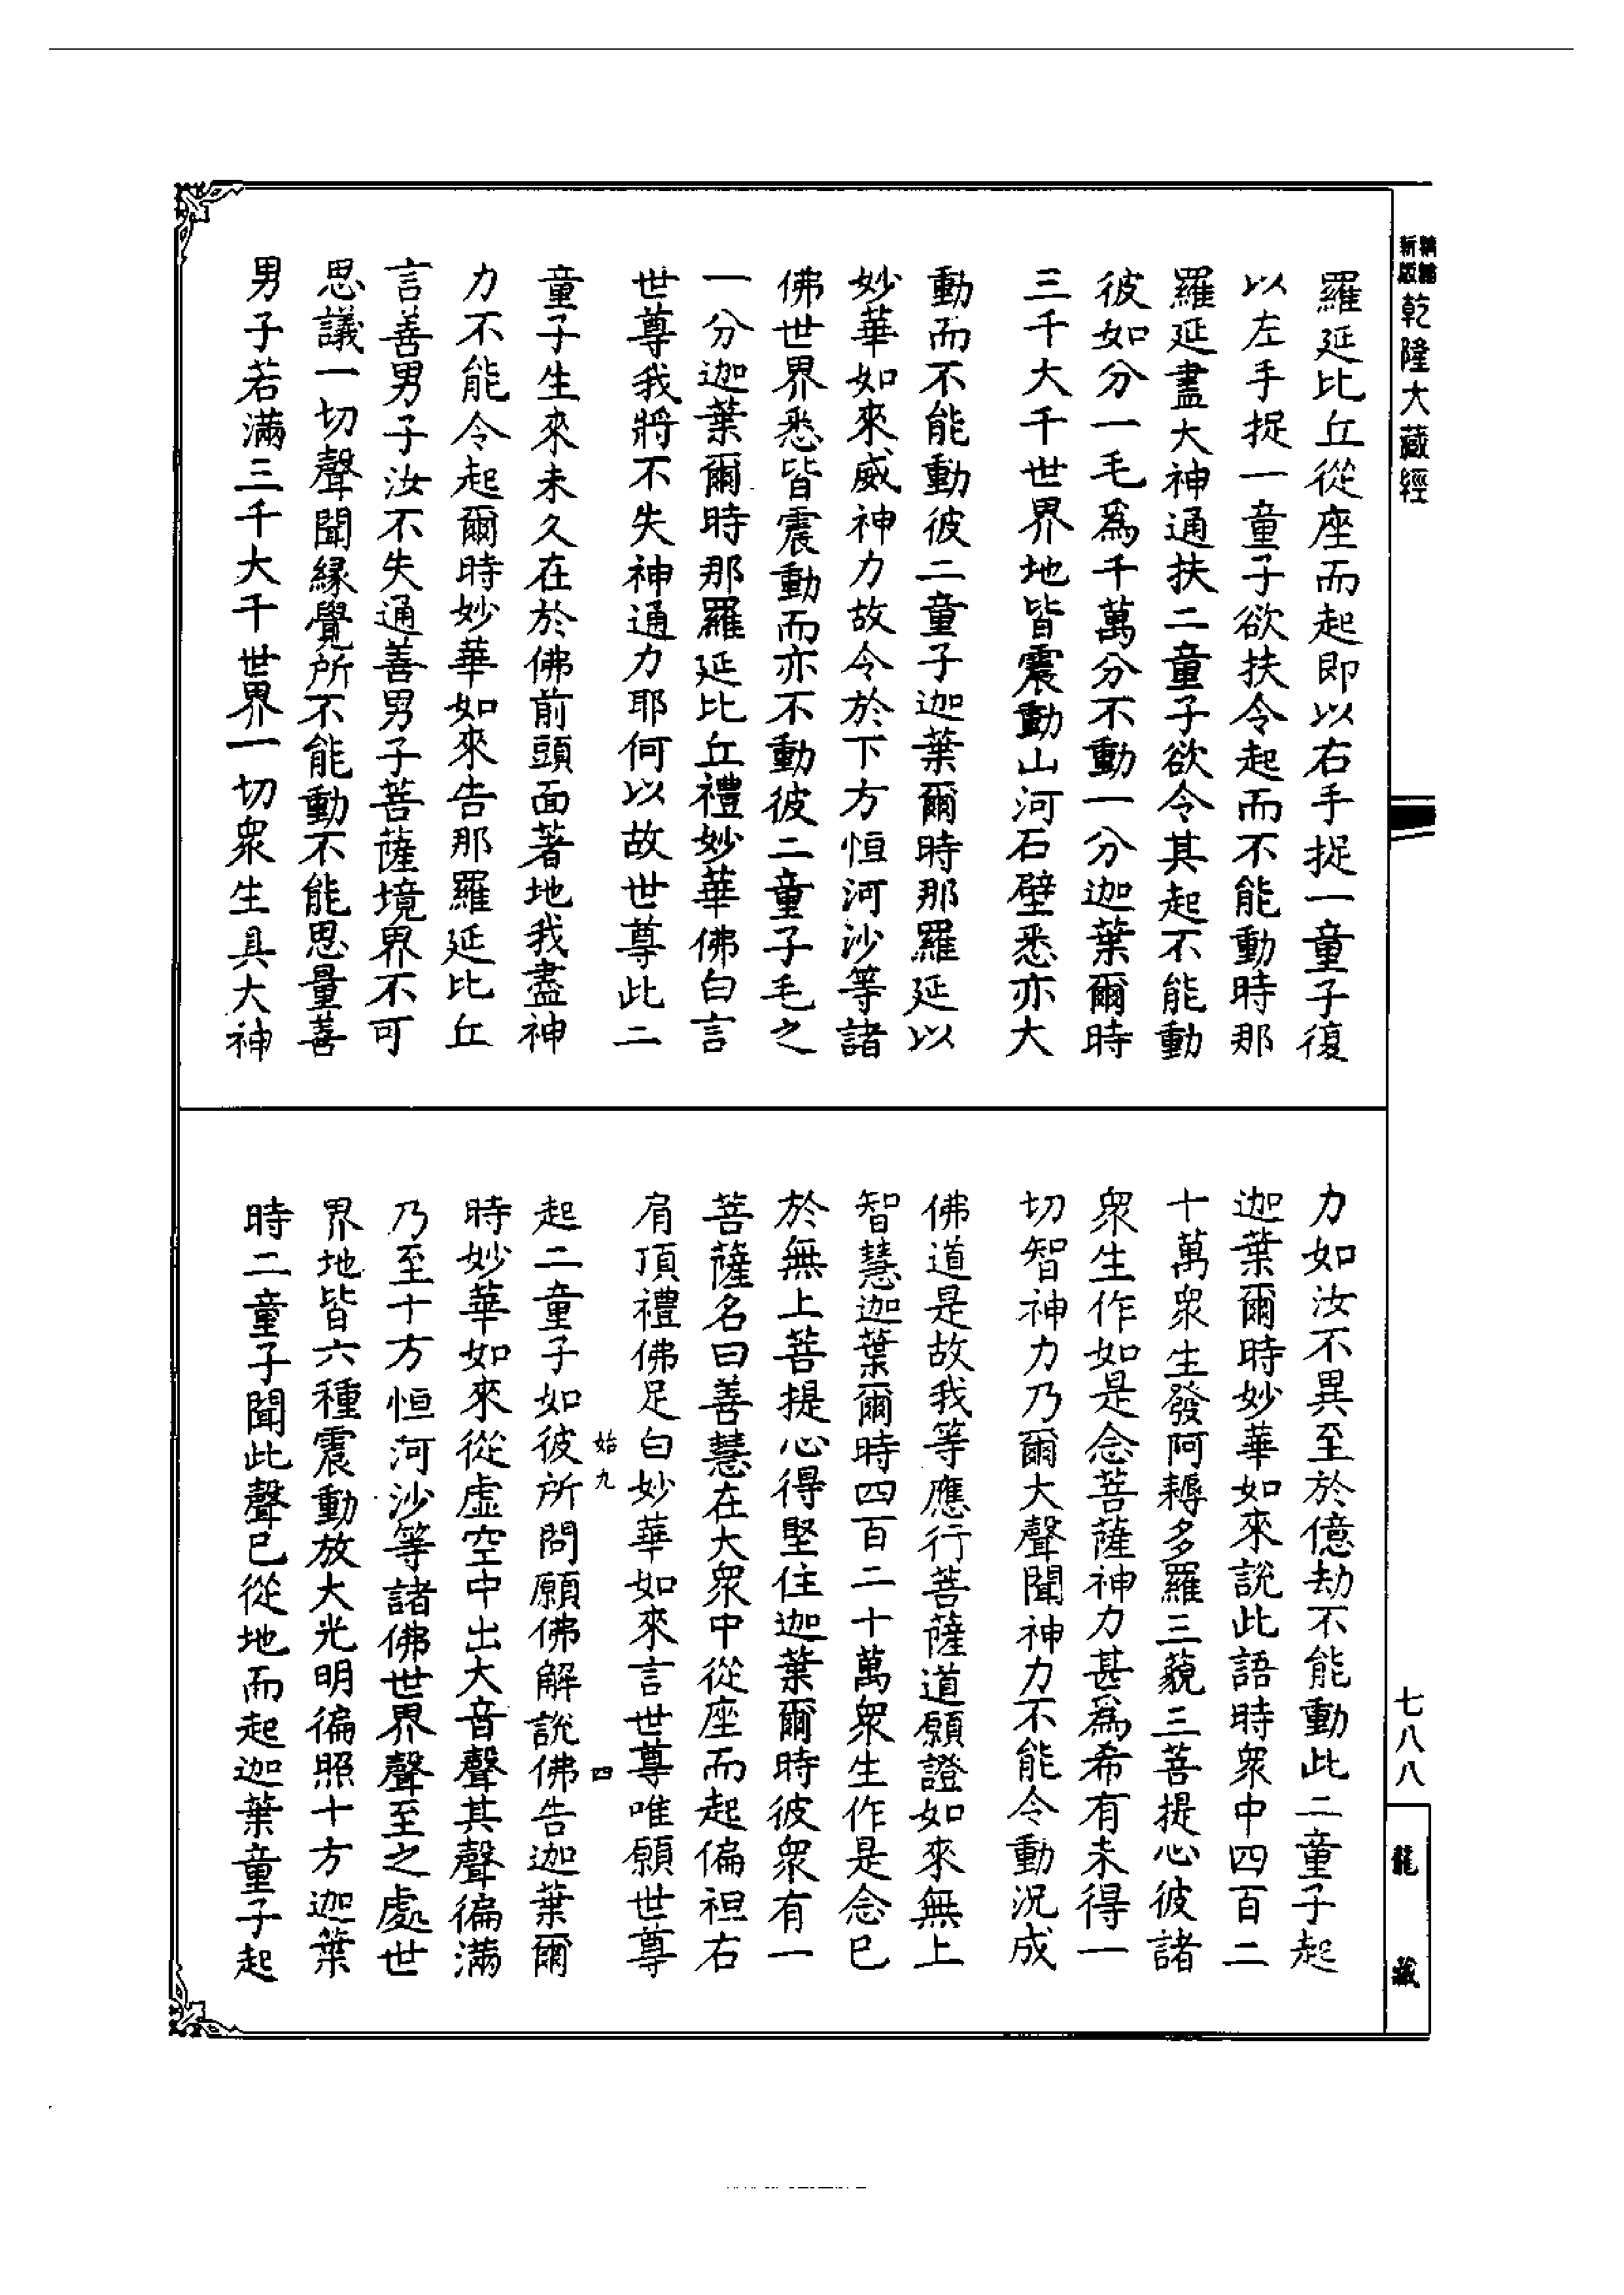 精緻
新版
乾隆大藏經
羅延比丘從座而起即以右手捉一童子復
以左手捉一童子欲扶令起而不能動時那
羅延盡大神通扶二童子欲令其起不能動
彼如分一毛爲千萬分不動一分迦葉爾時
三千大千世界地皆震動山河石壁悉亦大
動而不能動彼二童子迦葉爾時那羅延以
妙華如來威神力故令於下方恒河沙等諸
佛世界悉皆震動而亦不動彼二童子毛之
一分迦葉爾時那羅延比丘禮妙華佛白言
世尊我將不失神通力耶何以故世尊此二
童子生來未久在於佛前頭面著地我盡神
力不能令起爾時妙華如來告那羅延比丘
言善男子汝不失通善男子菩薩境界不可
思議一切聲聞緣覺所不能動不能思量善
男子若滿三千大千世界一切衆生具大神
力如汝不異至於億劫不能動此二童子起
迦葉爾時妙華如來說此語時衆中四百二
十萬衆生發阿耨多羅三藐三菩提心彼諸
衆生作如是念菩薩神力甚爲希有未得一
切智神力乃爾大聲聞神力不能令動況成
佛道是故我等應行菩薩道願證如來無上
智慧迦葉爾時四百二十萬衆生作是念已
於無上菩提心得堅住迦葉爾時彼衆有一
菩薩名曰善慧在大衆中從座而起偏袒右
肩頂禮佛足白妙華如來言世尊唯願世尊
始九
四
起二童子如彼所問願佛解說佛告迦葉爾
時妙華如來從虛空中出大音聲其聲徧滿
乃至十方恒河沙等諸佛世界聲至之處世
界地皆六種震動放大光明徧照十方迦葉
時二童子聞此聲已從地而起迦葉童子起
七八八
龍藏